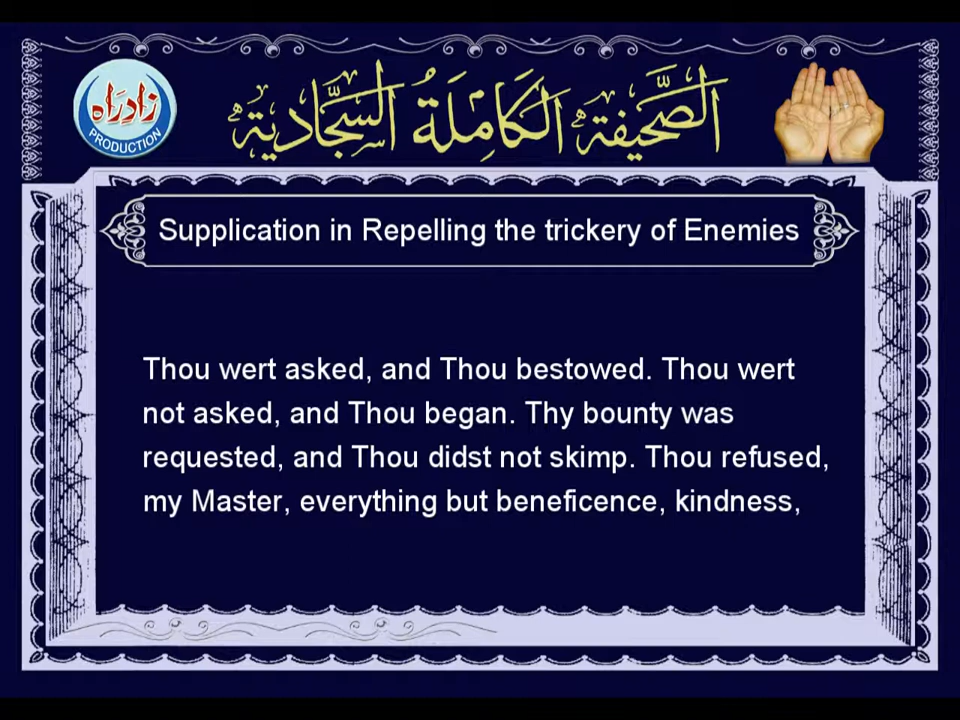 زادراه
PRODUCTION
الصَّحيفة الكَامِلَة السَجَّادية
Supplication in Repelling the trickery of Enemies
Thou wert asked, and Thou bestowed. Thou wert
not asked, and Thou began. Thy bounty was
requested, and Thou didst not skimp. Thou refused,
my Master, everything but beneficence, kindness,